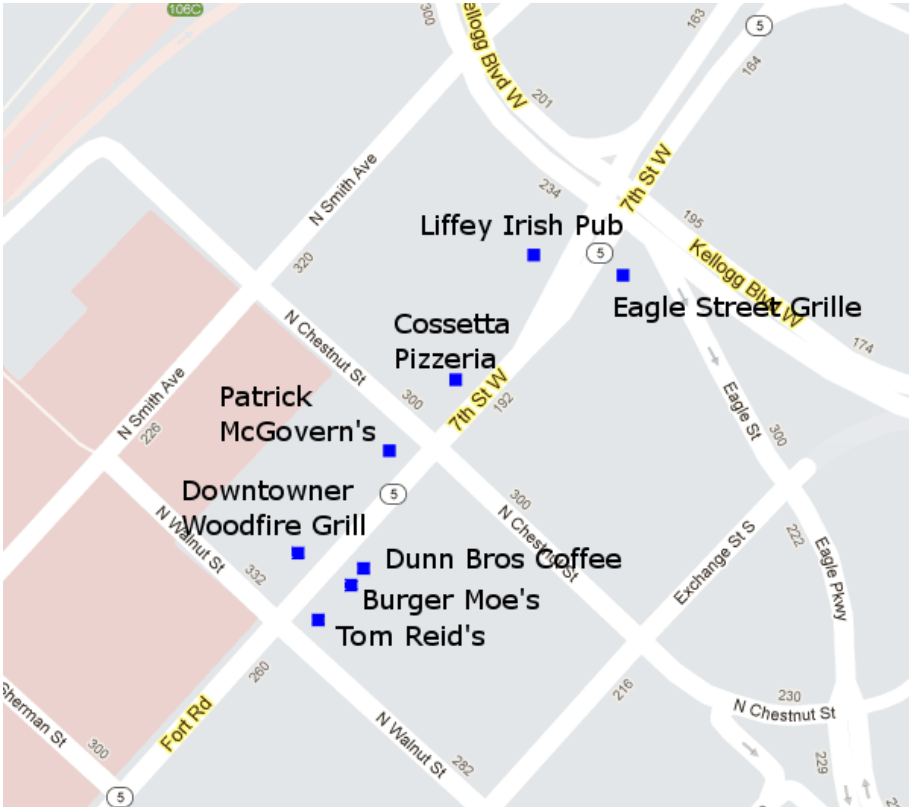 106C
300
ellogg Blvd W
201
163
5
164
N Smith Ave
234
7th St W
195
Liffey Irish Pub
5
Kellogg Blvd W
320
Eagle Street Grille
174
N Chestnut St
Cossetta
Pizzeria
300
7th St W
192
N Smith Ave
226
Patrick
McGovern's
Eagle St
300
5
Downtowner
Woodfire Grill
N Walnut St
332
300
N Chestnut St
Exchange St S
222
Eagle Pkwy
Dunn Bros Coffee
Burger Moe's
Tom Reid's
260
216
Sherman St
300
Fort Rd
N Walnut St
282
230
N Chestnut St
229
5